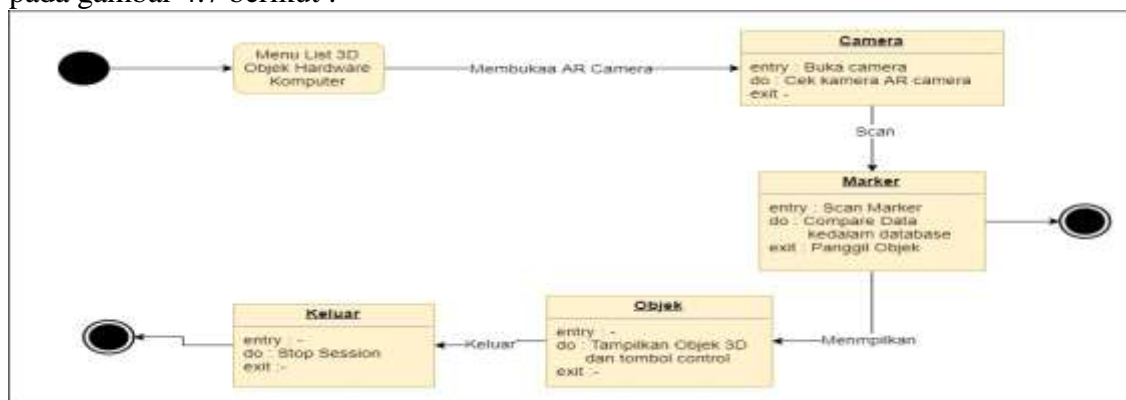 pada gambar 4.7 berikut :
Menu List 3D
Objek Hardware
Komputer
Membukaa AR Camera
Camera
entry : Buka camera
do : Cek kamera AR camera
exit -
Scan
Marker
entry : Scan Marker
do : Compare Data
kedalam database
exit : Panggil Objek
Menmpilkan
Objek
entry : -
do : Tampilkan Objek 3D
dan tombol control
exit :-
Keluar
Keluar
entry : -
do : Stop Session
exit :-